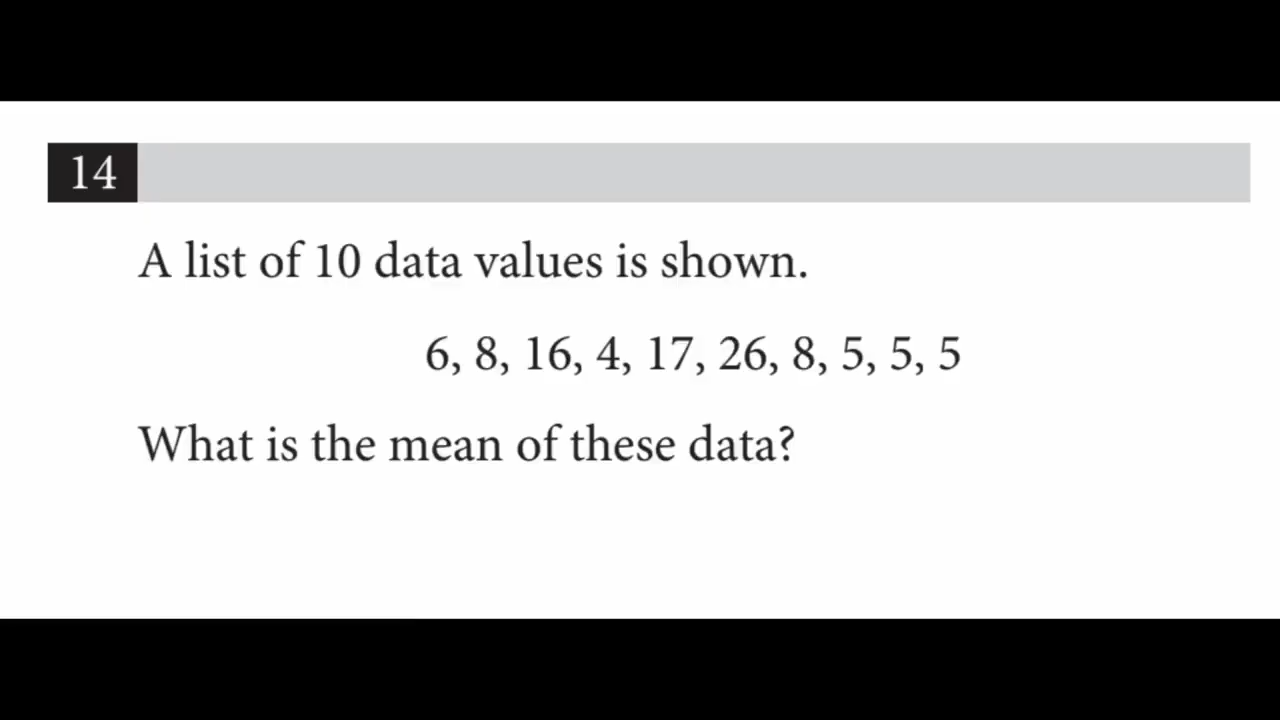 14
A list of 10 data values is shown.
6, 8, 16, 4, 17, 26, 8, 5, 5, 5
What is the mean of these data?